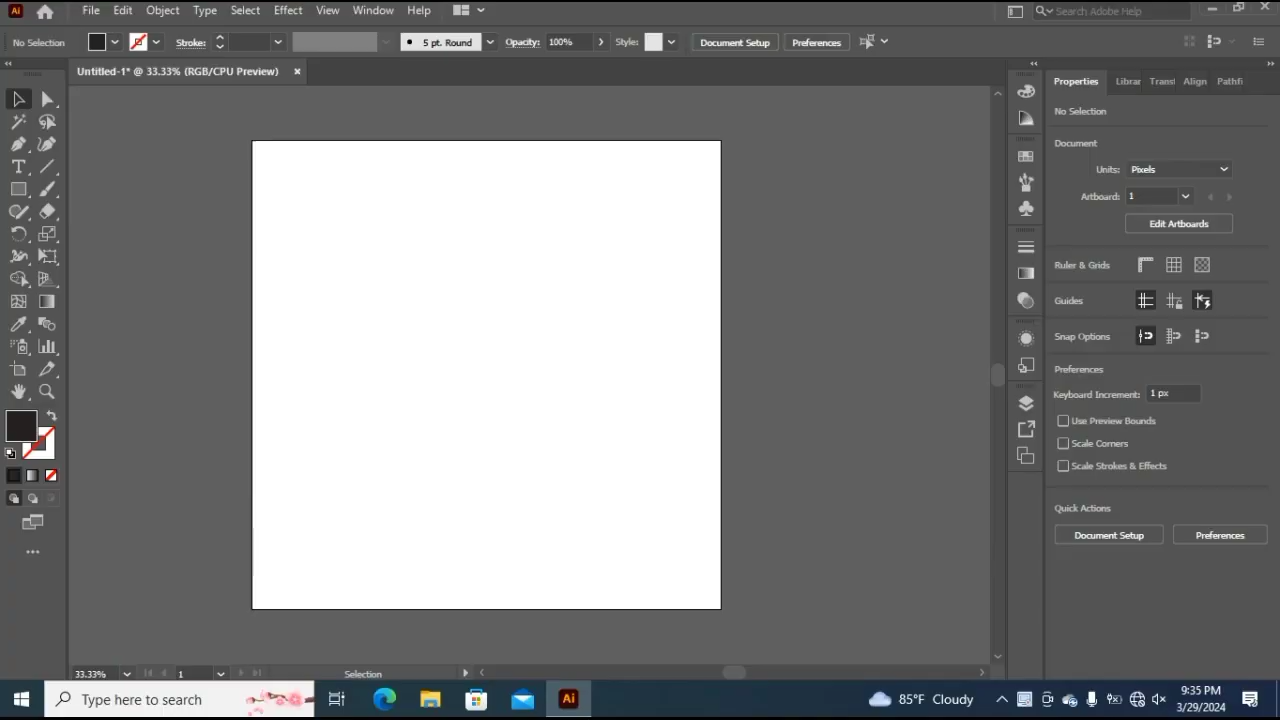 Ai File Edit Object Type Select Effect View Window Help Search Adobe Help
No Selection Stroke: 5 pt. Round Opacity: 100% Style: Document Setup Preferences
Untitled-1* @ 33.33% (RGB/CPU Preview) ×
Properties Librar Transf Align Pathfi
No Selection
Document
Units: Pixels
Artboard: 1
Edit Artboards
Ruler & Grids
Guides
Snap Options
Preferences
Keyboard Increment: 1 px
Use Preview Bounds
Scale Corners
Scale Strokes & Effects
Quick Actions
Document Setup Preferences
33.33% 1 Selection
Type here to search Ai 85°F Cloudy 9:35 PM
3/29/2024